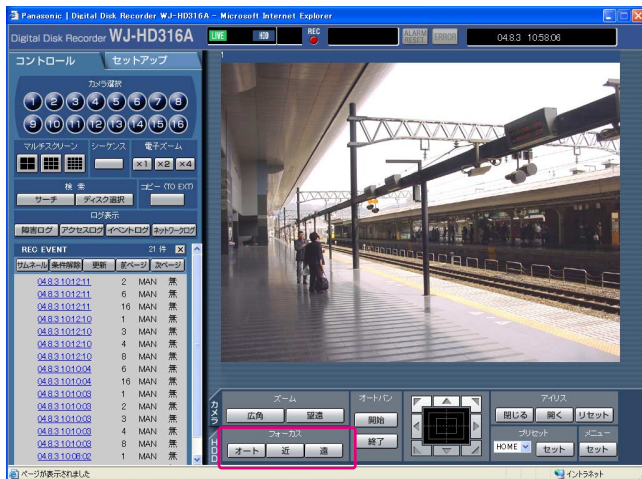 Panasonic | Digital Disk Recorder WJ-HD316A - Microsoft Internet Explorer
Digital Disk Recorder WJ-HD316A
LIVE HDD REC ALARM RESET ERROR 04.8.3 10:58:06
コントロール セットアップ
カメラ選択
1 2 3 4 5 6 7 8
9 10 11 12 13 14 15 16
マルチスクリーン シーケンス 電子ズーム
×1 ×2 ×4
検 索 コピー (TO EXT)
サーチ ディスク選択
ログ表示
障害ログ アクセスログ イベントログ ネットワークログ
REC EVENT 21 件 X
サムネール 条件解除 更新 前ページ 次ページ
04.8.3 10:12:11 2 MAN 無
04.8.3 10:12:11 6 MAN 無
04.8.3 10:12:11 16 MAN 無
04.8.3 10:12:10 1 MAN 無
04.8.3 10:12:10 3 MAN 無
04.8.3 10:12:10 4 MAN 無
04.8.3 10:12:10 8 MAN 無
04.8.3 10:10:04 6 MAN 無
04.8.3 10:10:04 16 MAN 無
04.8.3 10:10:03 1 MAN 無
04.8.3 10:10:03 2 MAN 無
04.8.3 10:10:03 3 MAN 無
04.8.3 10:10:03 4 MAN 無
04.8.3 10:10:03 8 MAN 無
04.8.3 10:08:02 1 MAN 無
1
カメラ
HDD
ズーム オートパン アイリス
広角 望遠 開始 閉じる 開く リセット
フォーカス プリセット メニュー
オート 近 遠 終了 HOME セット セット
ページが表示されました イントラネット